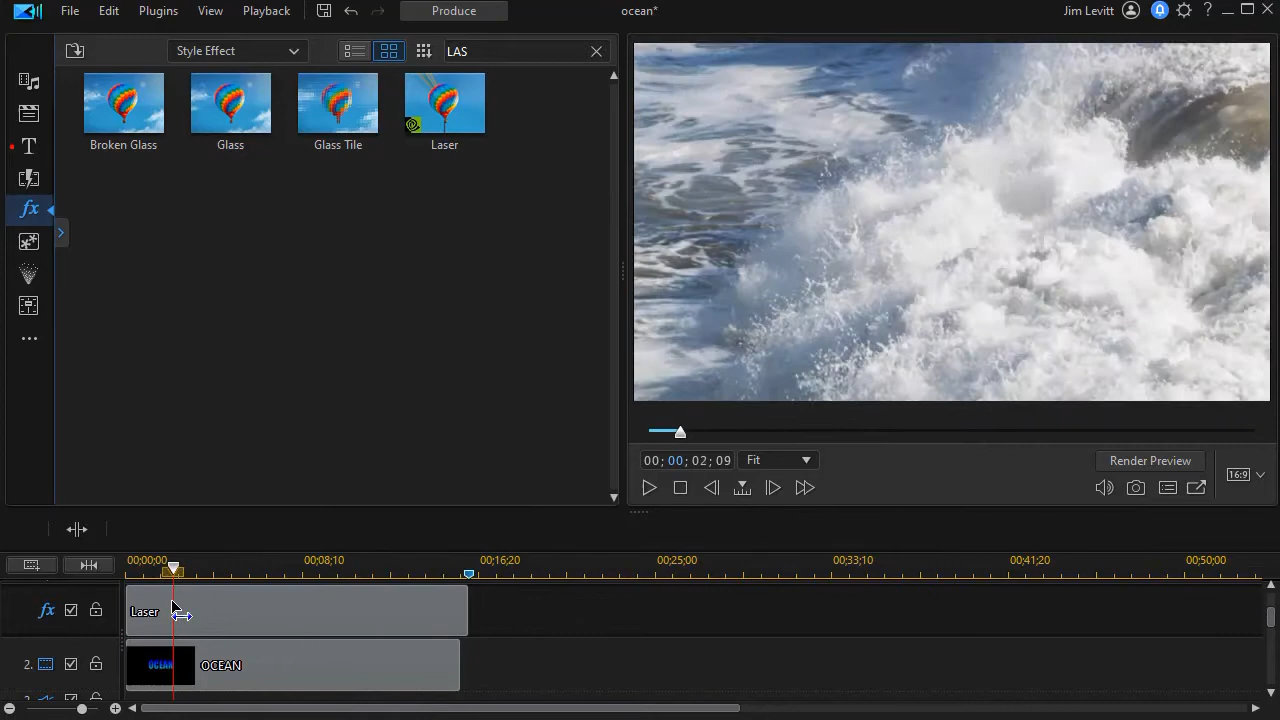 File Edit Plugins View Playback Produce ocean* Jim Levitt
Style Effect LAS
Broken Glass Glass Glass Tile Laser
T
fx
00;00;02;09 Fit Render Preview 16:9
00;00;00 00;08;10 00;16;20 00;25;00 00;33;10 00;41;20 00;50;00
fx Laser
2. OCEAN OCEAN